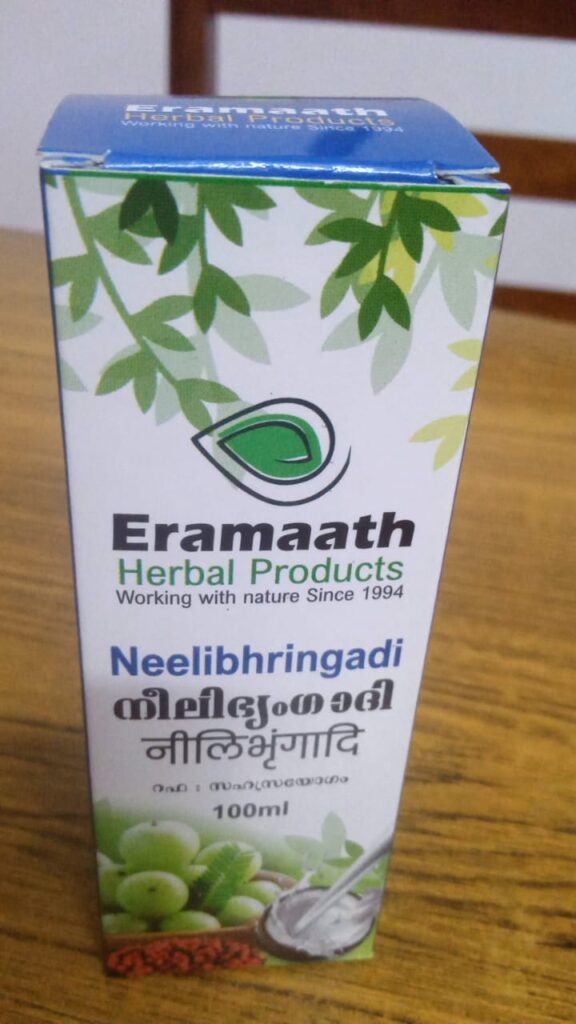 Eramaath
Herbal Products
Working with nature Since 1994
Eramaath
Herbal Products
Working with nature Since 1994
Neelibhringadi
നീലിഭൃംഗാദി
नीलिभृंगादि
റഫ : സഹസ്രയോഗം
100ml